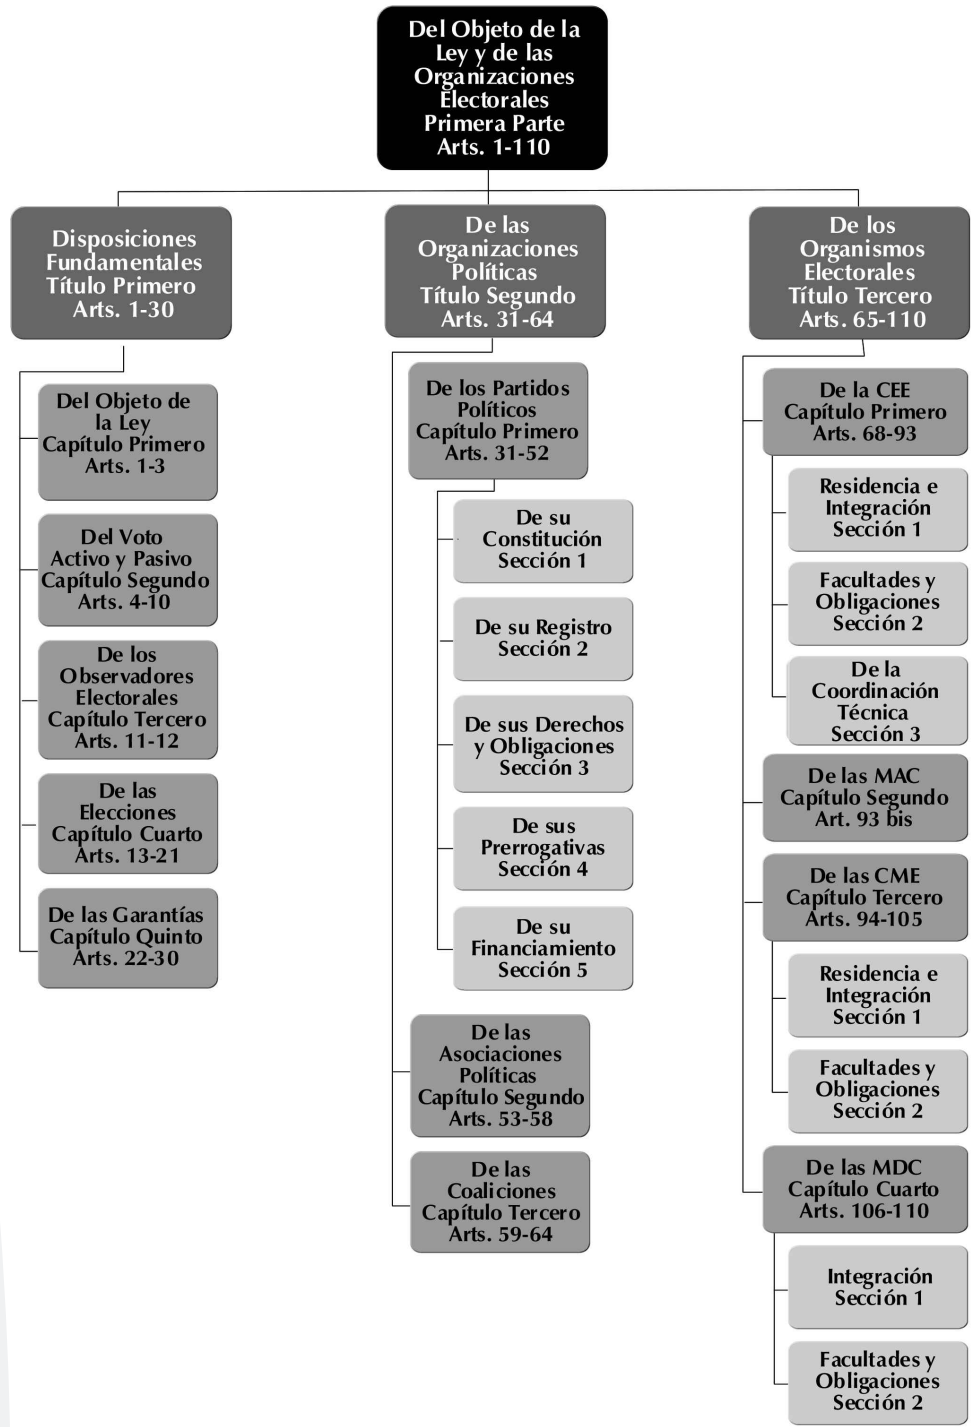 Del Objeto de la
Ley y de las
Organizaciones
Electorales
Primera Parte
Arts. 1-110
Disposiciones
Fundamentales
Título Primero
Arts. 1-30
Del Objeto de
la Ley
Capítulo Primero
Arts. 1-3
Del Voto
Activo y Pasivo
Capítulo Segundo
Arts. 4-10
De los
Observadores
Electorales
Capítulo Tercero
Arts. 11-12
De las
Elecciones
Capítulo Cuarto
Arts. 13-21
De las Garantías
Capítulo Quinto
Arts. 22-30
De las
Organizaciones
Políticas
Título Segundo
Arts. 31-64
De los Partidos
Políticos
Capítulo Primero
Arts. 31-52
De su
Constitución
Sección 1
De su Registro
Sección 2
De sus Derechos
y Obligaciones
Sección 3
De sus
Prerrogativas
Sección 4
De su
Financiamiento
Sección 5
De las
Asociaciones
Políticas
Capítulo Segundo
Arts. 53-58
De las
Coaliciones
Capítulo Tercero
Arts. 59-64
De los
Organismos
Electorales
Título Tercero
Arts. 65-110
De la CEE
Capítulo Primero
Arts. 68-93
Residencia e
Integración
Sección 1
Facultades y
Obligaciones
Sección 2
De la
Coordinación
Técnica
Sección 3
De las MAC
Capítulo Segundo
Art. 93 bis
De las CME
Capítulo Tercero
Arts. 94-105
Residencia e
Integración
Sección 1
Facultades y
Obligaciones
Sección 2
De las MDC
Capítulo Cuarto
Arts. 106-110
Integración
Sección 1
Facultades y
Obligaciones
Sección 2